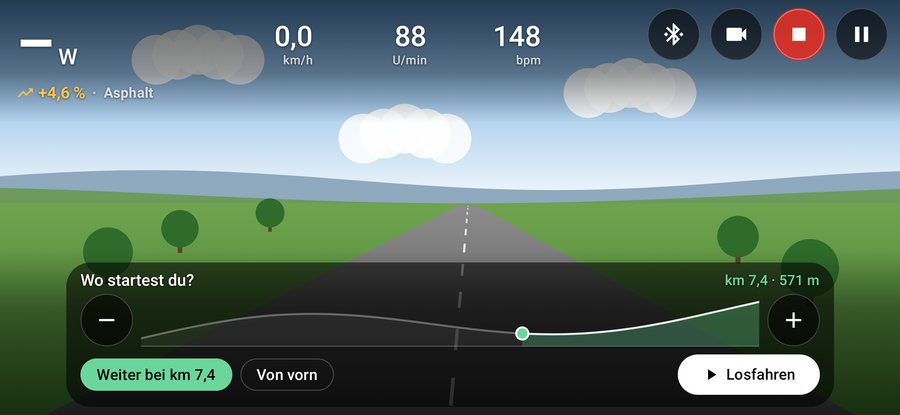 – W
0,0 km/h
88 U/min
148 bpm
+4,6 % · Asphalt
Wo startest du?
km 7,4 · 571 m
Weiter bei km 7,4
Von vorn
Losfahren